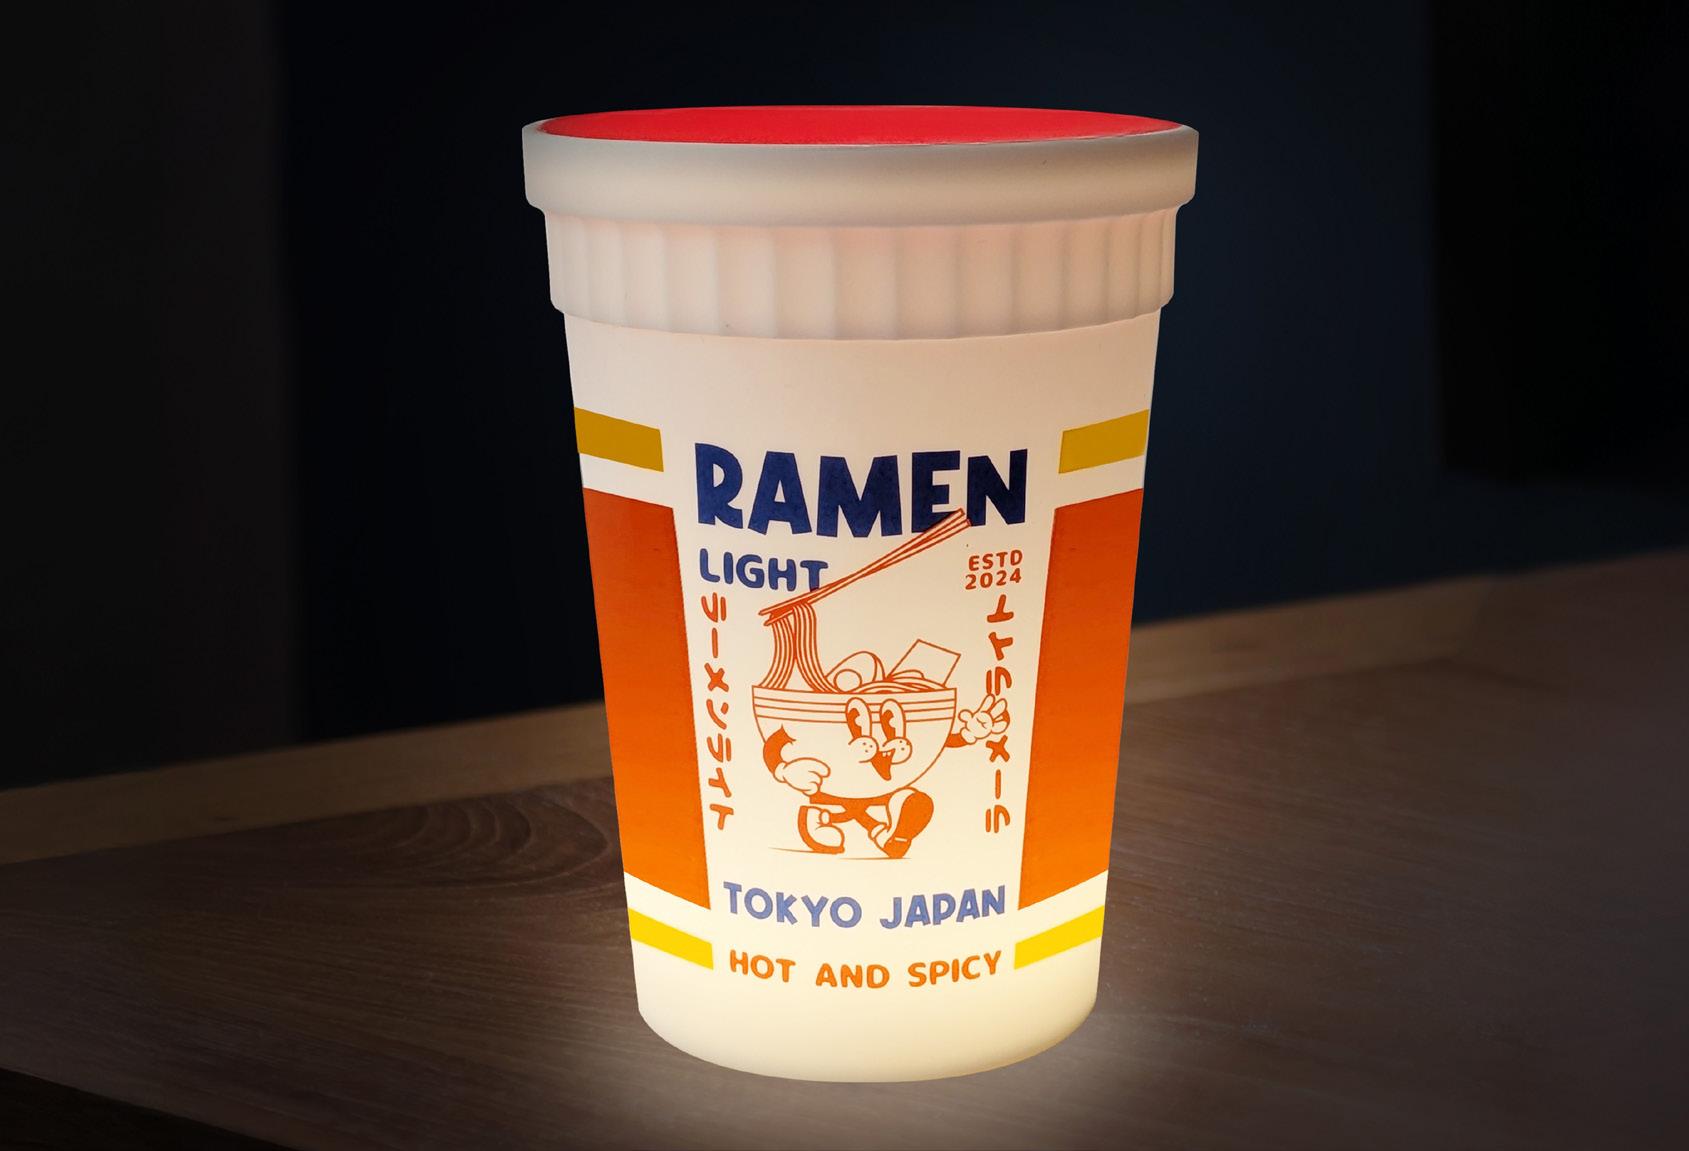 RAMEN
LIGHT
ESTD
2024
ラーメンライト
ラーメンライト
TOKYO JAPAN
HOT AND SPICY